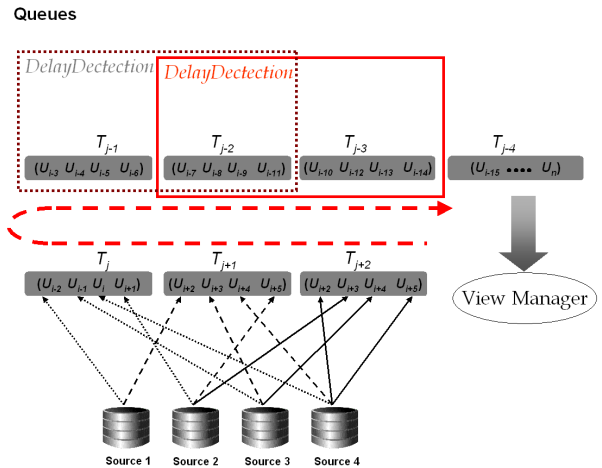 Queues
DelayDectection DelayDectection
Tj-1 Tj-2 Tj-3 Tj-4
(Ui-3 Ui-4 Ui-5 Ui-6) (Ui-7 Ui-8 Ui-9 Ui-11) (Ui-10 Ui-12 Ui-13 Ui-14) (Ui-15 •••• Un)
Tj Tj+1 Tj+2
(Ui-2 Ui-1 Ui Ui+1) (Ui+2 Ui+3 Ui+4 Ui+5) (Ui+2 Ui+3 Ui+4 Ui+5)
View Manager
Source 1 Source 2 Source 3 Source 4